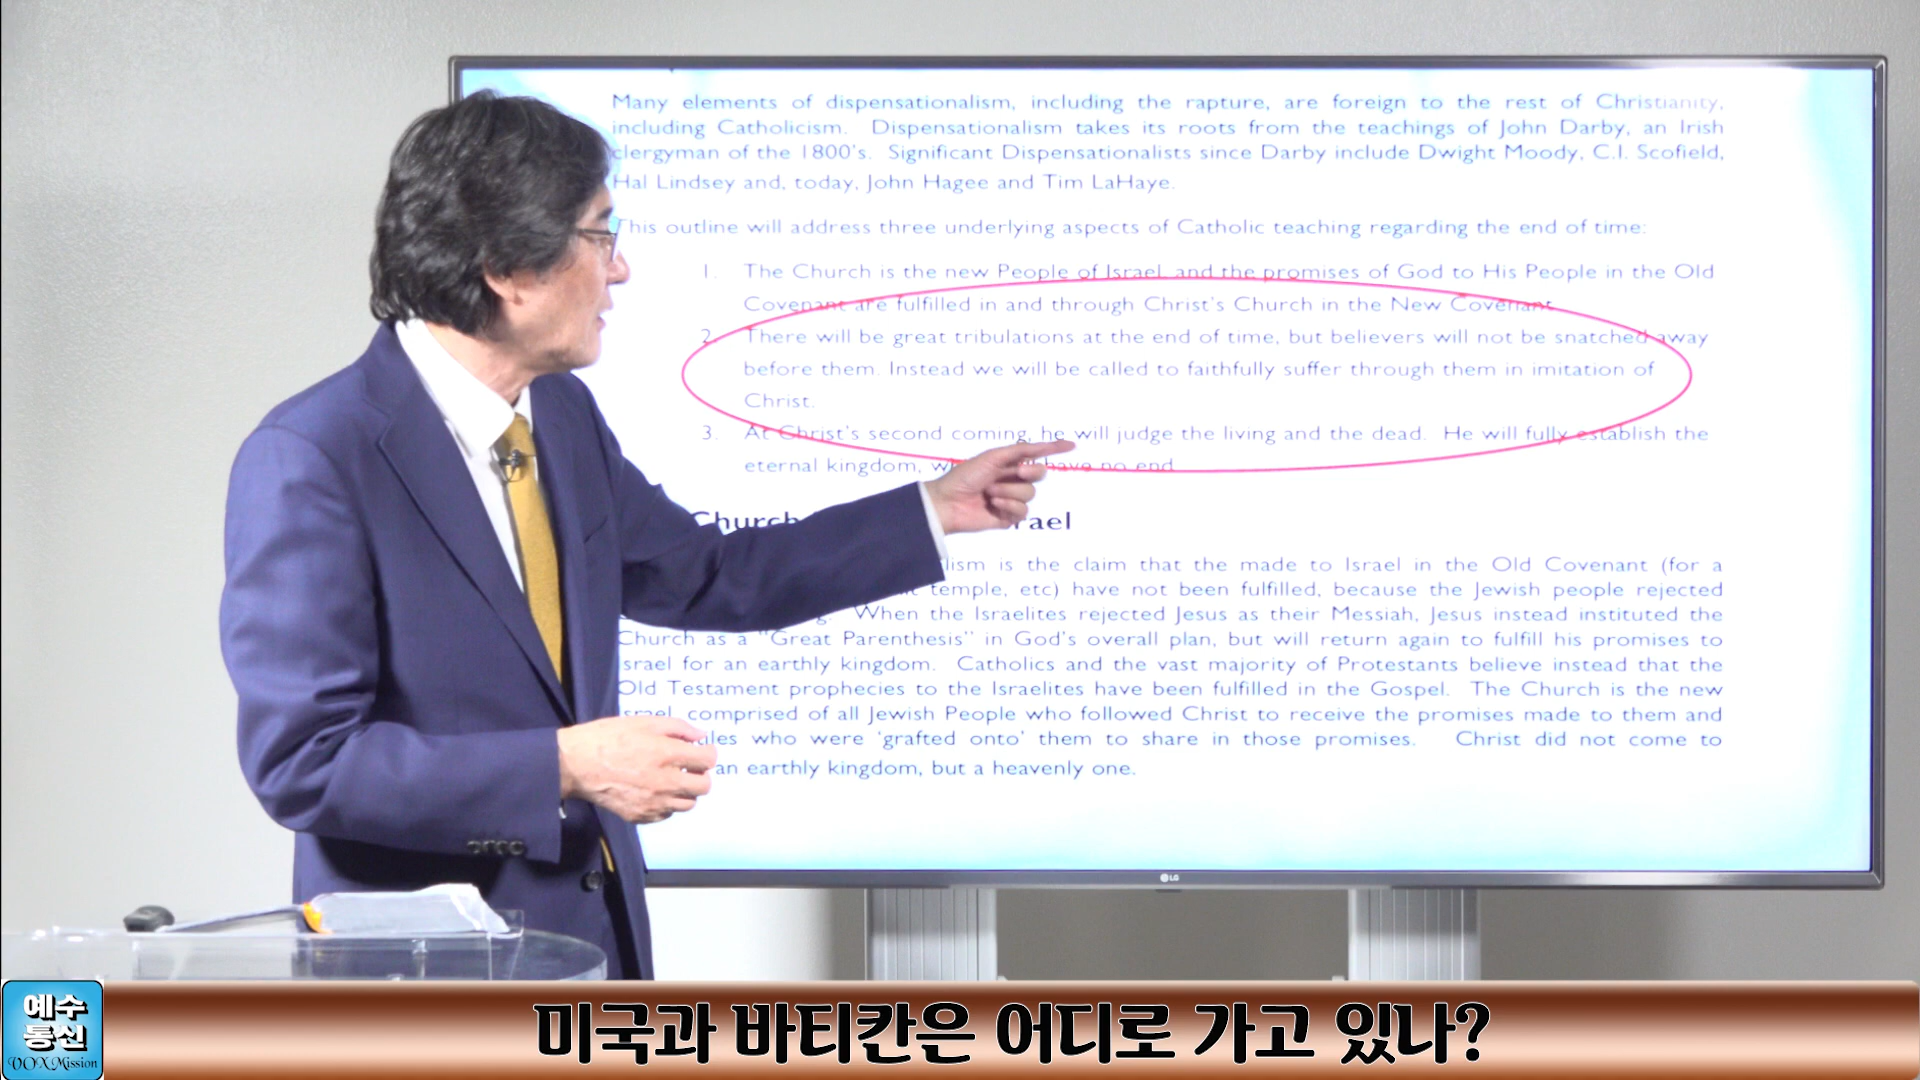 Many elements of dispensationalism, including the rapture, are foreign to the rest of Christianity,
including Catholicism. Dispensationalism takes its roots from the teachings of John Darby, an Irish
clergyman of the 1800's. Significant Dispensationalists since Darby include Dwight Moody, C.I. Scofield,
Hal Lindsey and, today, John Hagee and Tim LaHaye.
This outline will address three underlying aspects of Catholic teaching regarding the end of time:
1. The Church is the new People of Israel, and the promises of God to His People in the Old
Covenant are fulfilled in and through Christ's Church in the New Covenant.
2. There will be great tribulations at the end of time, but believers will not be snatched away
before them. Instead we will be called to faithfully suffer through them in imitation of
Christ.
3. At Christ's second coming, he will judge the living and the dead. He will fully establish the
eternal kingdom, have no end
Church rael
lism is the claim that the made to Israel in the Old Covenant (for a
temple, etc) have not been fulfilled, because the Jewish people rejected
When the Israelites rejected Jesus as their Messiah, Jesus instead instituted the
Church as a "Great Parenthesis" in God's overall plan, but will return again to fulfill his promises to
Israel for an earthly kingdom. Catholics and the vast majority of Protestants believe instead that the
Old Testament prophecies to the Israelites have been fulfilled in the Gospel. The Church is the new
Israel, comprised of all Jewish People who followed Christ to receive the promises made to them and
who were 'grafted onto' them to share in those promises. Christ did not come to
an earthly kingdom, but a heavenly one.
LG
예수
통신
VOX Mission
미국과 바티칸은 어디로 가고 있나?